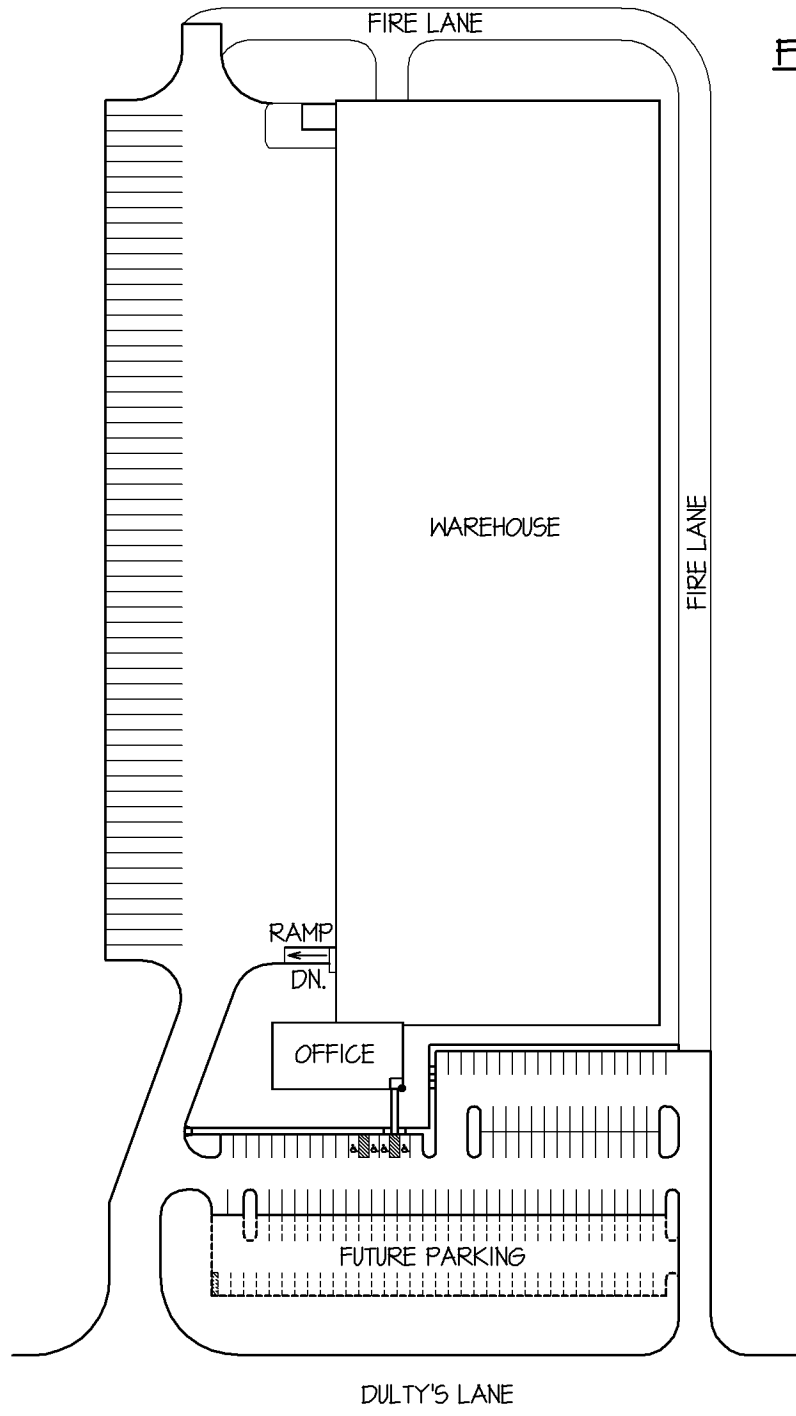 FIRE LANE
WAREHOUSE
FIRE LANE
RAMP
DN.
OFFICE
FUTURE PARKING
DULTY'S LANE